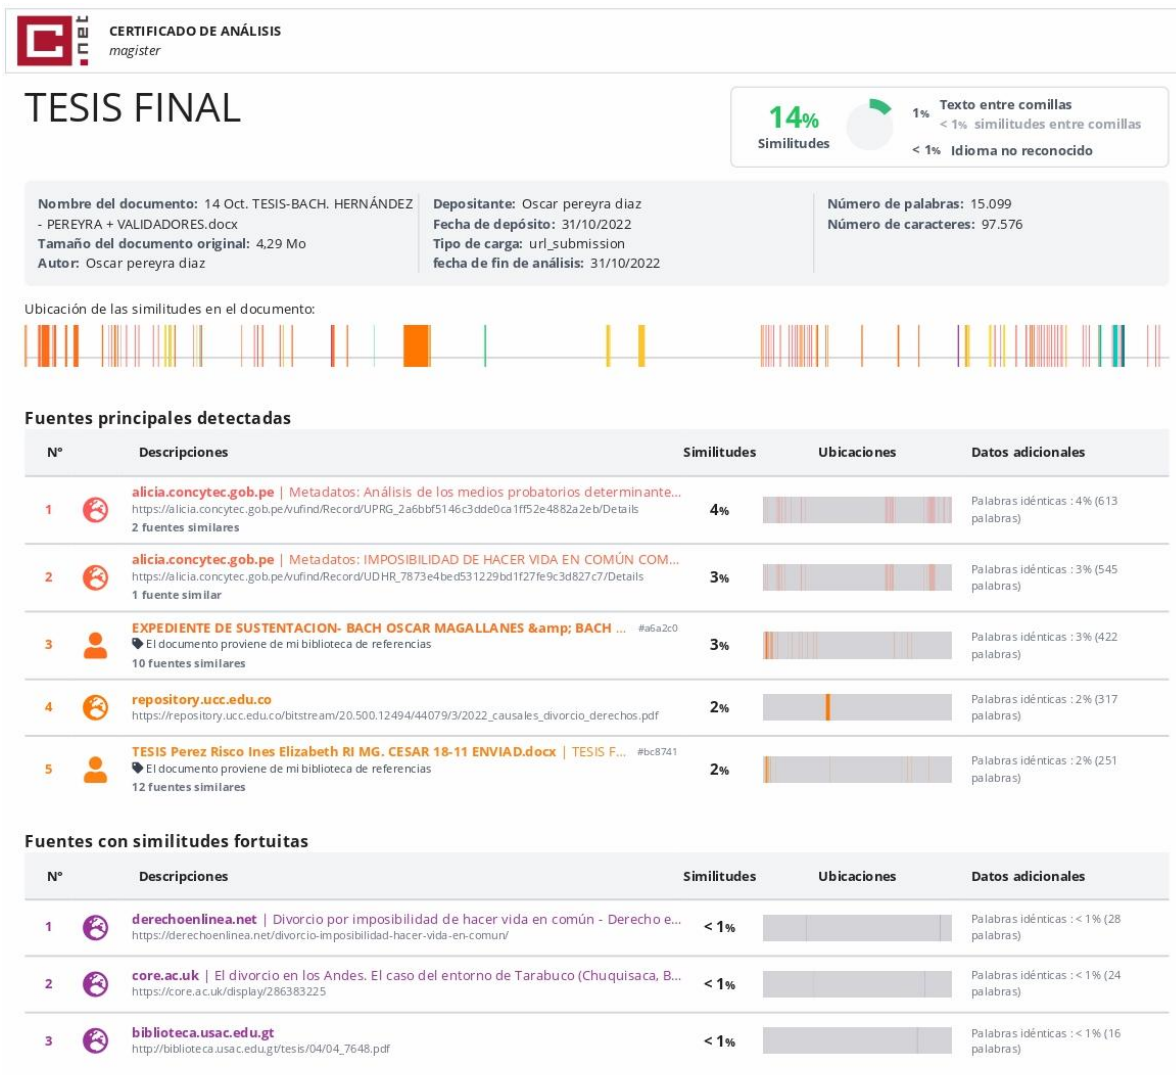 C .net
CERTIFICADO DE ANÁLISIS
magister
TESIS FINAL
14%
Similitudes
1% Texto entre comillas
< 1% similitudes entre comillas
< 1% Idioma no reconocido
Nombre del documento: 14 Oct. TESIS-BACH. HERNÁNDEZ
- PEREYRA + VALIDADORES.docx
Tamaño del documento original: 4,29 Mo
Autor: Oscar pereyra diaz
Depositante: Oscar pereyra diaz
Fecha de depósito: 31/10/2022
Tipo de carga: url_submission
fecha de fin de análisis: 31/10/2022
Número de palabras: 15.099
Número de caracteres: 97.576
Ubicación de las similitudes en el documento:
Fuentes principales detectadas
N° Descripciones Similitudes Ubicaciones Datos adicionales
1 alicia.concytec.gob.pe | Metadatos: Análisis de los medios probatorios determinante...
https://alicia.concytec.gob.pe/vufind/Record/UPRG_2a6bbf5146c3dde0ca1ff52e4882a2eb/Details
2 fuentes similares
4%
Palabras idénticas : 4% (613
palabras)
2 alicia.concytec.gob.pe | Metadatos: IMPOSIBILIDAD DE HACER VIDA EN COMÚN COM...
https://alicia.concytec.gob.pe/vufind/Record/UDHR_7873e4bed531229bd1f27fe9c3d827c7/Details
1 fuente similar
3%
Palabras idénticas : 3% (545
palabras)
3 EXPEDIENTE DE SUSTENTACION- BACH OSCAR MAGALLANES &amp; BACH ... #a6a2c0
El documento proviene de mi biblioteca de referencias
10 fuentes similares
3%
Palabras idénticas : 3% (422
palabras)
4 repository.ucc.edu.co
https://repository.ucc.edu.co/bitstream/20.500.12494/44079/3/2022_causales_divorcio_derechos.pdf
2%
Palabras idénticas : 2% (317
palabras)
5 TESIS Perez Risco Ines Elizabeth RI MG. CESAR 18-11 ENVIAD.docx | TESIS F... #bc8741
El documento proviene de mi biblioteca de referencias
12 fuentes similares
2%
Palabras idénticas : 2% (251
palabras)
Fuentes con similitudes fortuitas
N° Descripciones Similitudes Ubicaciones Datos adicionales
1 derechoenlinea.net | Divorcio por imposibilidad de hacer vida en común - Derecho e...
https://derechoenlinea.net/divorcio-imposibilidad-hacer-vida-en-comun/
< 1%
Palabras idénticas : < 1% (28
palabras)
2 core.ac.uk | El divorcio en los Andes. El caso del entorno de Tarabuco (Chuquisaca, B...
https://core.ac.uk/display/286383225
< 1%
Palabras idénticas : < 1% (24
palabras)
3 biblioteca.usac.edu.gt
http://biblioteca.usac.edu.gt/tesis/04/04_7648.pdf
< 1%
Palabras idénticas : < 1% (16
palabras)